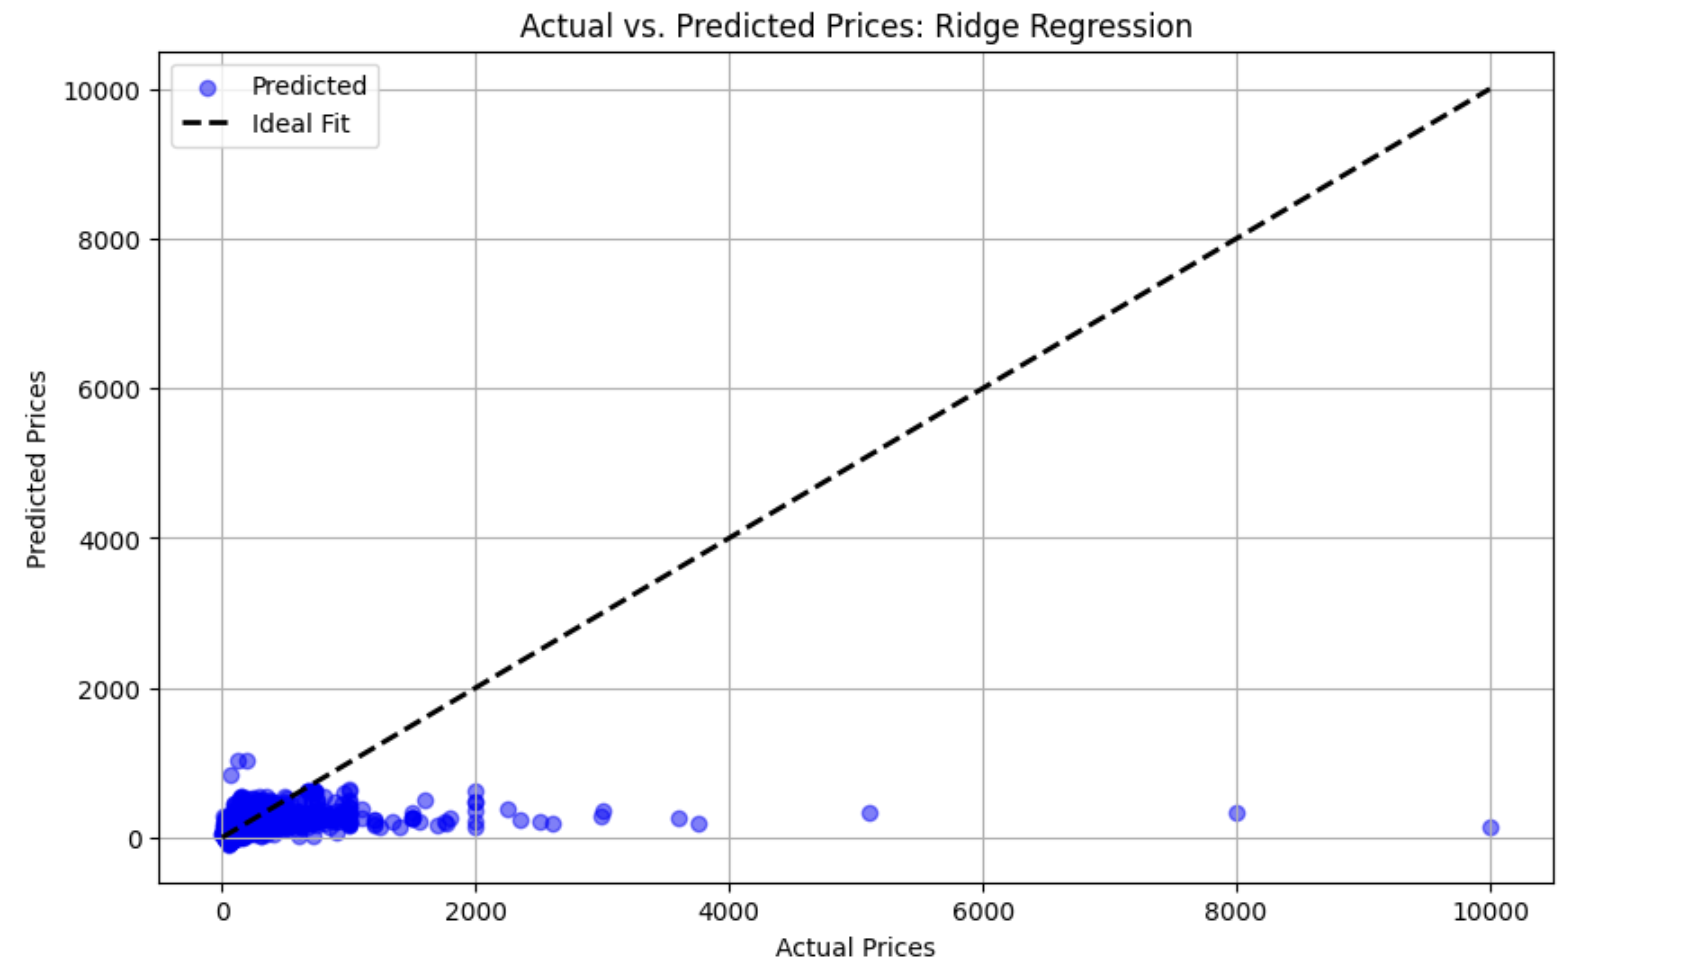 Actual vs. Predicted Prices: Ridge Regression
Predicted
Ideal Fit
Predicted Prices
10000
8000
6000
4000
2000
0
0 2000 4000 6000 8000 10000
Actual Prices